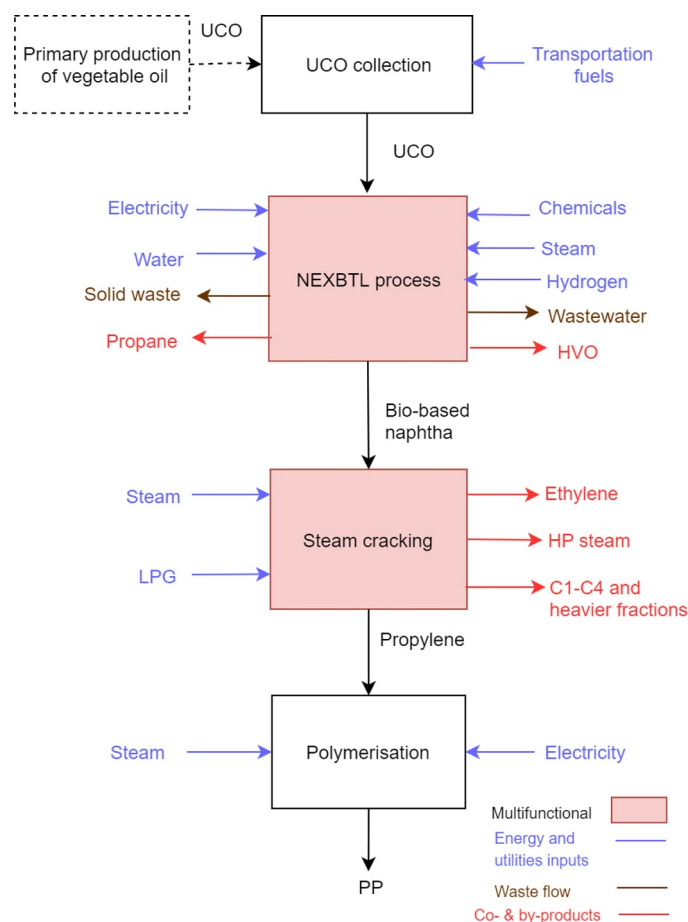 UCO
Primary production
of vegetable oil
UCO collection
Transportation
fuels
UCO
Electricity
Chemicals
Water
Steam
NEXBTL process
Hydrogen
Solid waste
Wastewater
Propane
HVO
Bio-based
naphtha
Steam
Ethylene
Steam cracking
HP steam
LPG
C1-C4 and
heavier fractions
Propylene
Steam
Polymerisation
Electricity
PP
Multifunctional
Energy and
utilities inputs
Waste flow
Co- & by-products